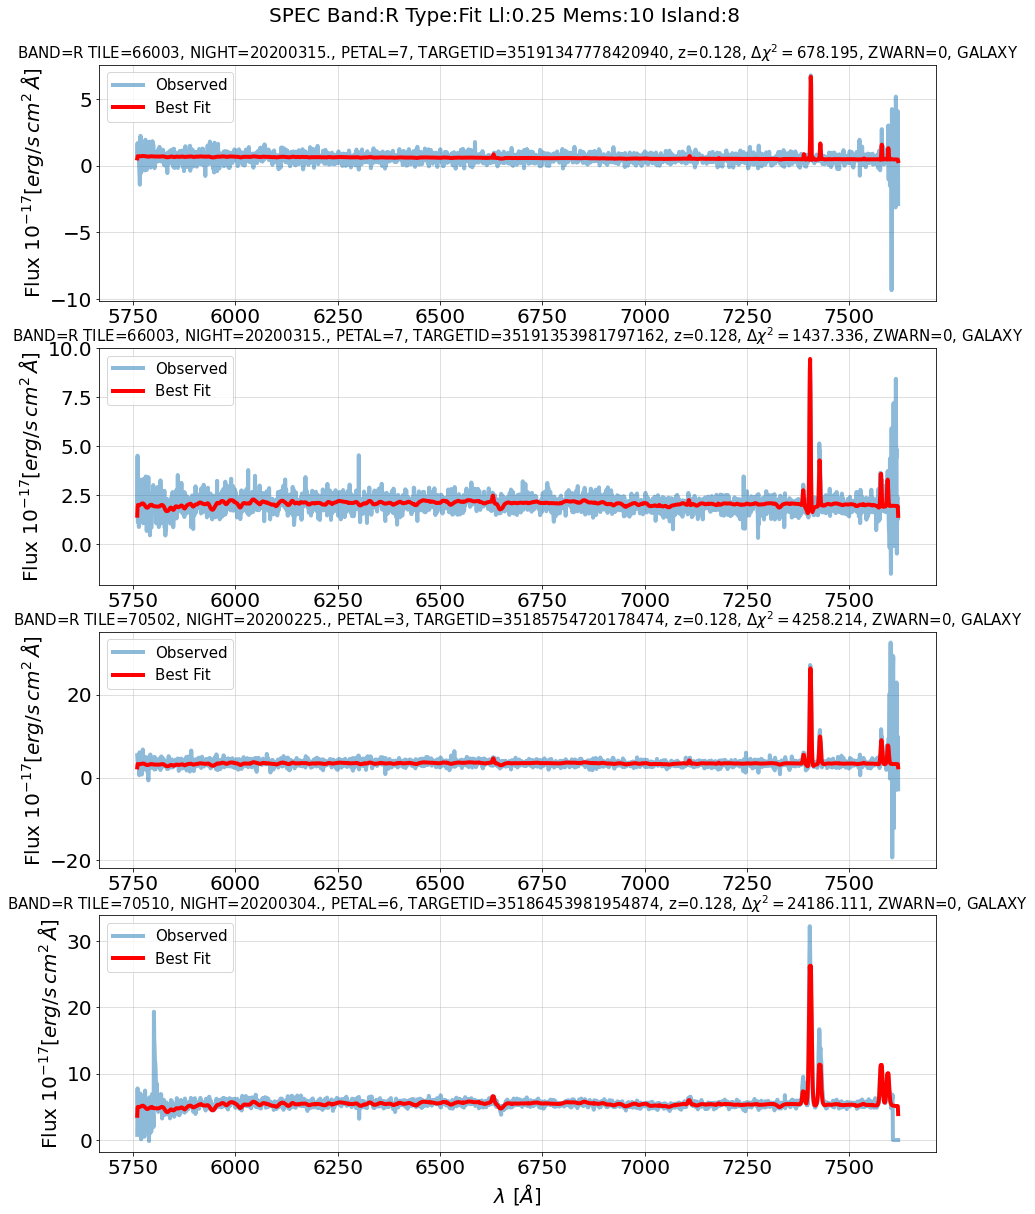 SPEC Band:R Type:Fit Ll:0.25 Mems:10 Island:8
BAND=R TILE=66003, NIGHT=20200315., PETAL=7, TARGETID=35191347778420940, z=0.128, Δχ² = 678.195, ZWARN=0, GALAXY
Observed
Best Fit
Flux 10⁻¹⁷[erg/s cm² Å]
5
0
−5
−10
5750 6000 6250 6500 6750 7000 7250 7500
BAND=R TILE=66003, NIGHT=20200315., PETAL=7, TARGETID=35191353981797162, z=0.128, Δχ² = 1437.336, ZWARN=0, GALAXY
Observed
Best Fit
Flux 10⁻¹⁷[erg/s cm² Å]
10.0
7.5
5.0
2.5
0.0
5750 6000 6250 6500 6750 7000 7250 7500
BAND=R TILE=70502, NIGHT=20200225., PETAL=3, TARGETID=35185754720178474, z=0.128, Δχ² = 4258.214, ZWARN=0, GALAXY
Observed
Best Fit
Flux 10⁻¹⁷[erg/s cm² Å]
20
0
−20
5750 6000 6250 6500 6750 7000 7250 7500
BAND=R TILE=70510, NIGHT=20200304., PETAL=6, TARGETID=35186453981954874, z=0.128, Δχ² = 24186.111, ZWARN=0, GALAXY
Observed
Best Fit
Flux 10⁻¹⁷[erg/s cm² Å]
30
20
10
0
5750 6000 6250 6500 6750 7000 7250 7500
λ [Å]